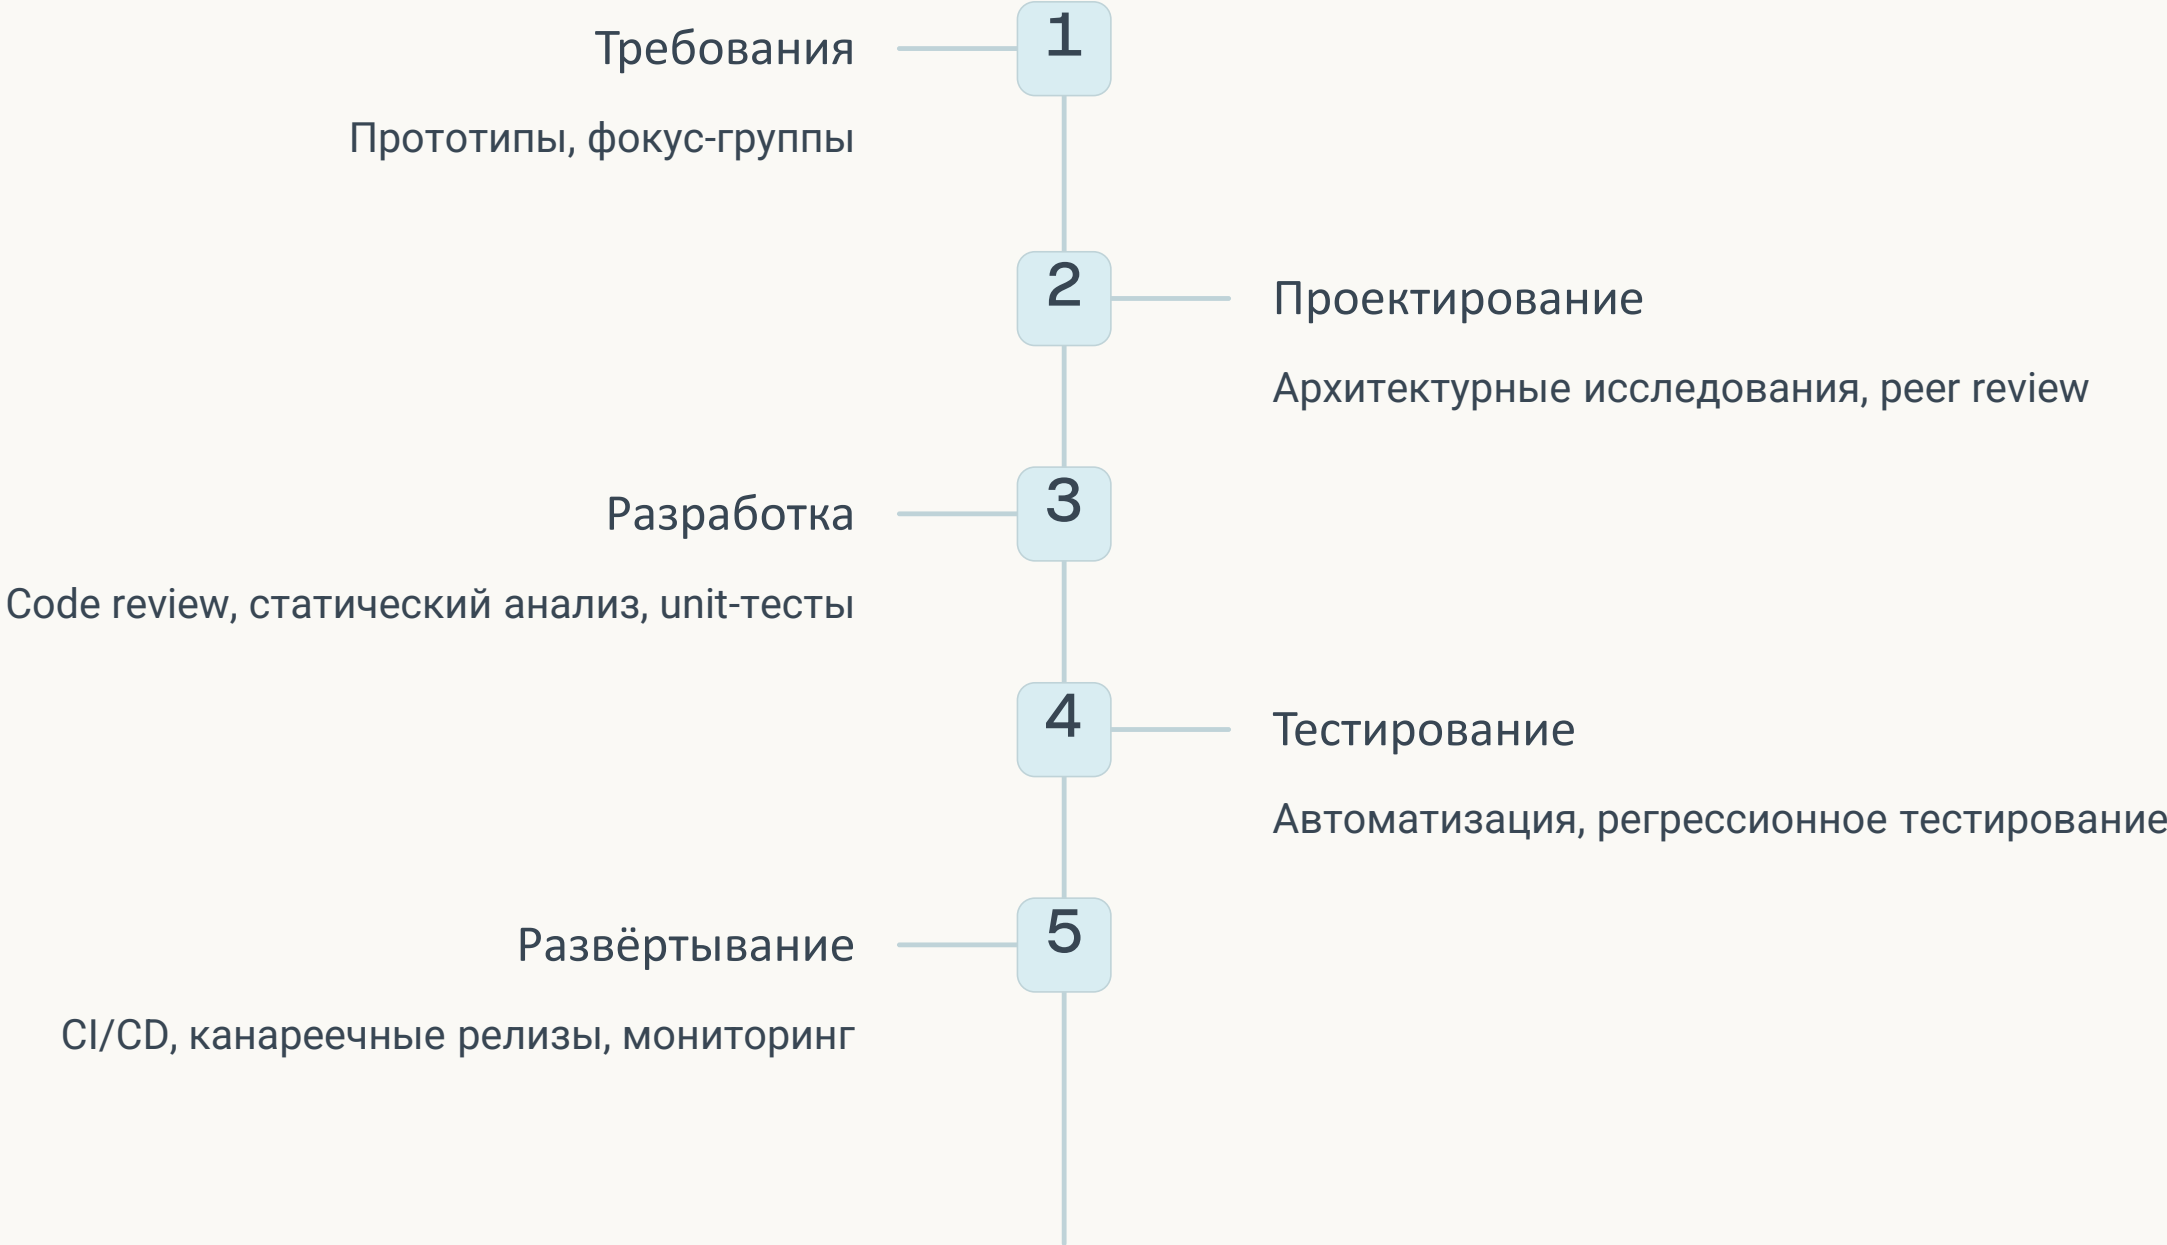 1
Требования
Прототипы, фокус-группы
2
Проектирование
Архитектурные исследования, peer review
3
Разработка
Code review, статический анализ, unit-тесты
4
Тестирование
Автоматизация, регрессионное тестирование
5
Развёртывание
CI/CD, канареечные релизы, мониторинг